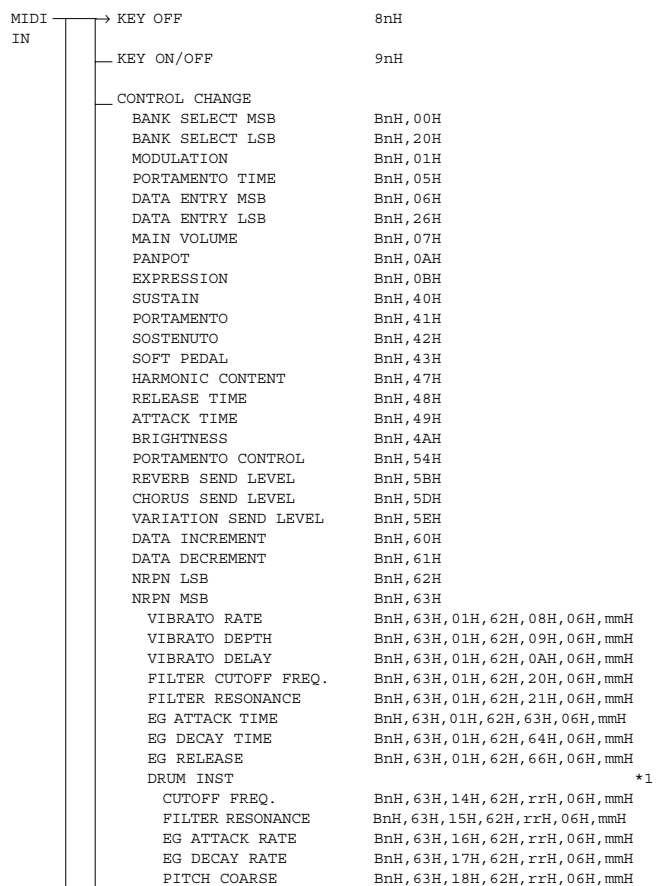 MIDI → KEY OFF 8nH
IN
KEY ON/OFF 9nH
CONTROL CHANGE
BANK SELECT MSB BnH,00H
BANK SELECT LSB BnH,20H
MODULATION BnH,01H
PORTAMENTO TIME BnH,05H
DATA ENTRY MSB BnH,06H
DATA ENTRY LSB BnH,26H
MAIN VOLUME BnH,07H
PANPOT BnH,0AH
EXPRESSION BnH,0BH
SUSTAIN BnH,40H
PORTAMENTO BnH,41H
SOSTENUTO BnH,42H
SOFT PEDAL BnH,43H
HARMONIC CONTENT BnH,47H
RELEASE TIME BnH,48H
ATTACK TIME BnH,49H
BRIGHTNESS BnH,4AH
PORTAMENTO CONTROL BnH,54H
REVERB SEND LEVEL BnH,5BH
CHORUS SEND LEVEL BnH,5DH
VARIATION SEND LEVEL BnH,5EH
DATA INCREMENT BnH,60H
DATA DECREMENT BnH,61H
NRPN LSB BnH,62H
NRPN MSB BnH,63H
VIBRATO RATE BnH,63H,01H,62H,08H,06H,mmH
VIBRATO DEPTH BnH,63H,01H,62H,09H,06H,mmH
VIBRATO DELAY BnH,63H,01H,62H,0AH,06H,mmH
FILTER CUTOFF FREQ. BnH,63H,01H,62H,20H,06H,mmH
FILTER RESONANCE BnH,63H,01H,62H,21H,06H,mmH
EG ATTACK TIME BnH,63H,01H,62H,63H,06H,mmH
EG DECAY TIME BnH,63H,01H,62H,64H,06H,mmH
EG RELEASE BnH,63H,01H,62H,66H,06H,mmH
DRUM INST *1
CUTOFF FREQ. BnH,63H,14H,62H,rrH,06H,mmH
FILTER RESONANCE BnH,63H,15H,62H,rrH,06H,mmH
EG ATTACK RATE BnH,63H,16H,62H,rrH,06H,mmH
EG DECAY RATE BnH,63H,17H,62H,rrH,06H,mmH
PITCH COARSE BnH,63H,18H,62H,rrH,06H,mmH